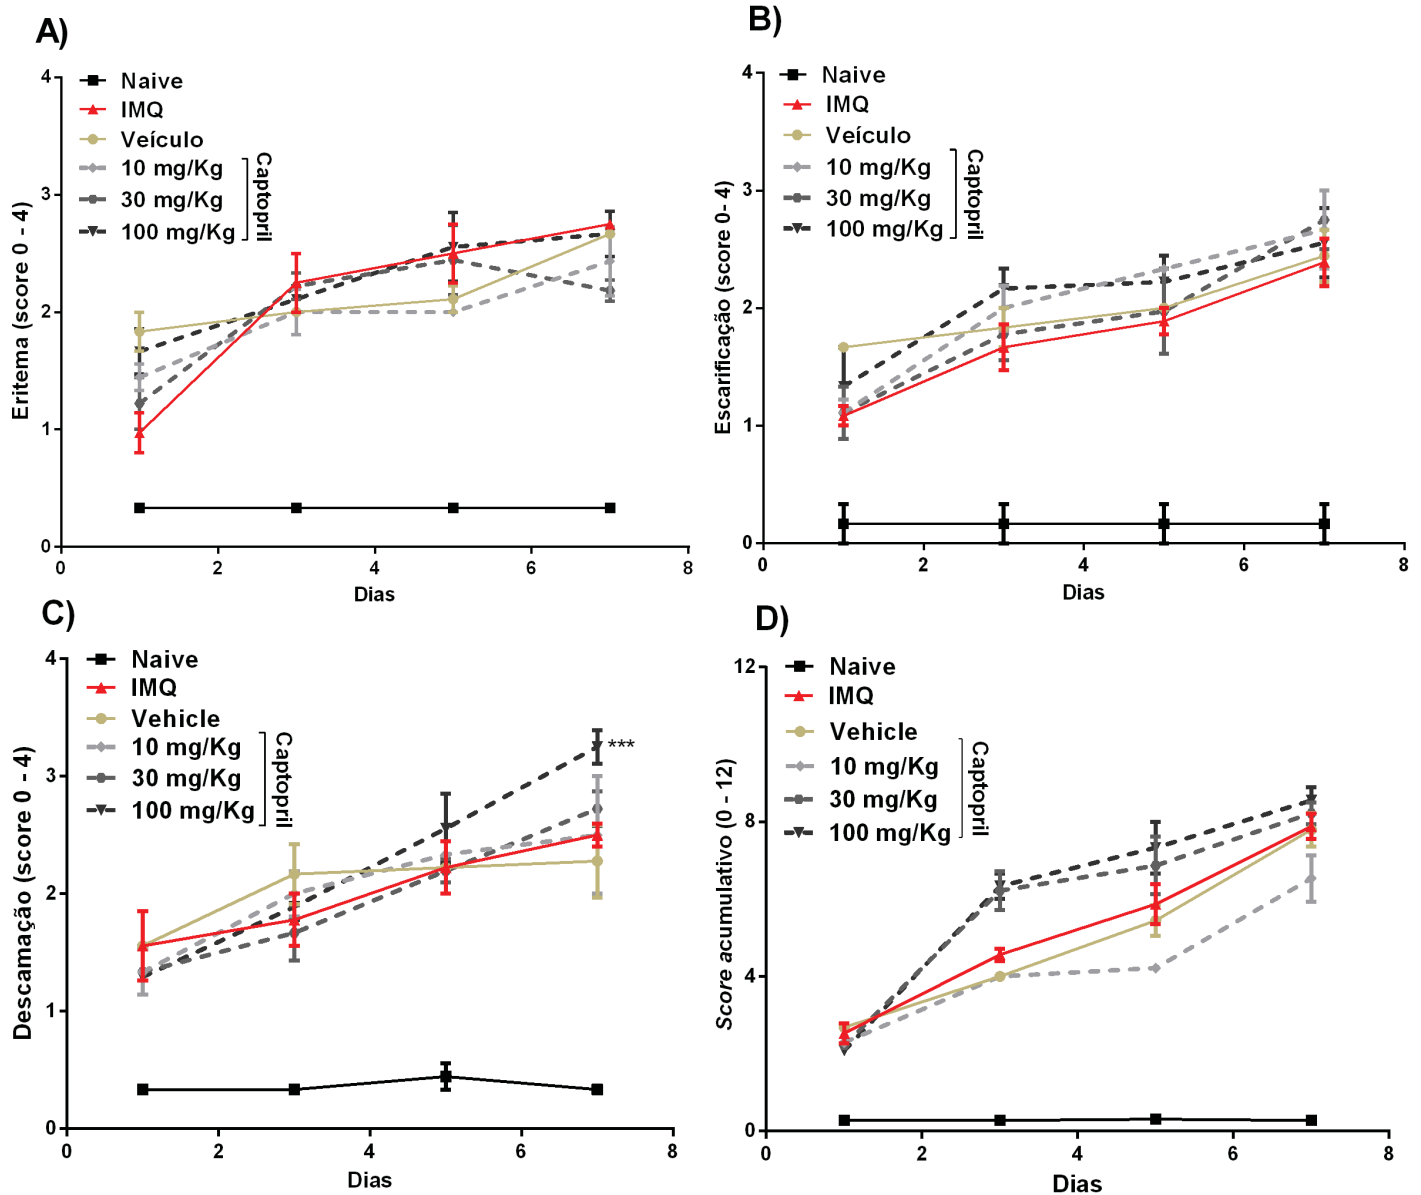 A)
4
3
2
1
0
Eritema (score 0 - 4)
Naive
IMQ
Veículo
10 mg/Kg
30 mg/Kg
100 mg/Kg
Captopril
0 2 4 6 8
Dias
B)
4
3
2
1
0
Escarificação (score 0-4)
Naive
IMQ
Veículo
10 mg/Kg
30 mg/Kg
100 mg/Kg
Captopril
0 2 4 6 8
Dias
C)
4
3
2
1
0
Descamação (score 0 - 4)
Naive
IMQ
Vehicle
10 mg/Kg
30 mg/Kg
100 mg/Kg
Captopril
***
0 2 4 6 8
Dias
D)
12
8
4
0
Score acumulativo (0 - 12)
Naive
IMQ
Vehicle
10 mg/Kg
30 mg/Kg
100 mg/Kg
Captopril
0 2 4 6 8
Dias